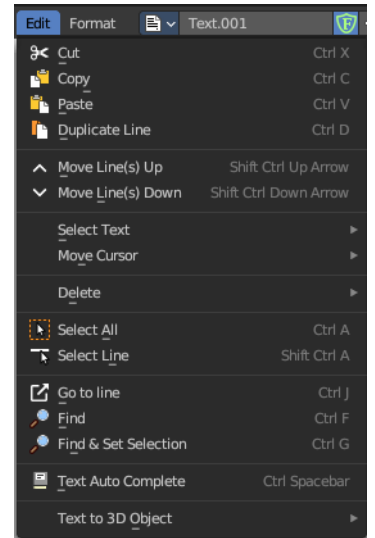 Edit Format Text.001
Cut Ctrl X
Copy Ctrl C
Paste Ctrl V
Duplicate Line Ctrl D
Move Line(s) Up Shift Ctrl Up Arrow
Move Line(s) Down Shift Ctrl Down Arrow
Select Text
Move Cursor
Delete
Select All Ctrl A
Select Line Shift Ctrl A
Go to line Ctrl J
Find Ctrl F
Find & Set Selection Ctrl G
Text Auto Complete Ctrl Spacebar
Text to 3D Object